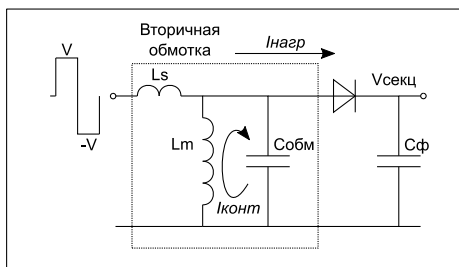 Вторичная
обмотка
Iнагр
V
Ls
Vсекц
Lm
Cобм
Cф
-V
Iконт